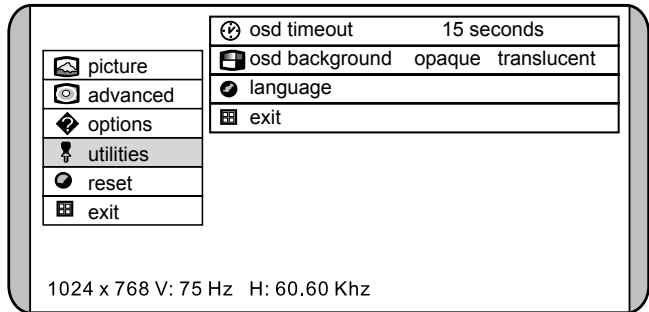 osd timeout 15 seconds
osd background opaque translucent
language
exit
picture
advanced
options
utilities
reset
exit
1024 x 768 V: 75 Hz H: 60.60 Khz